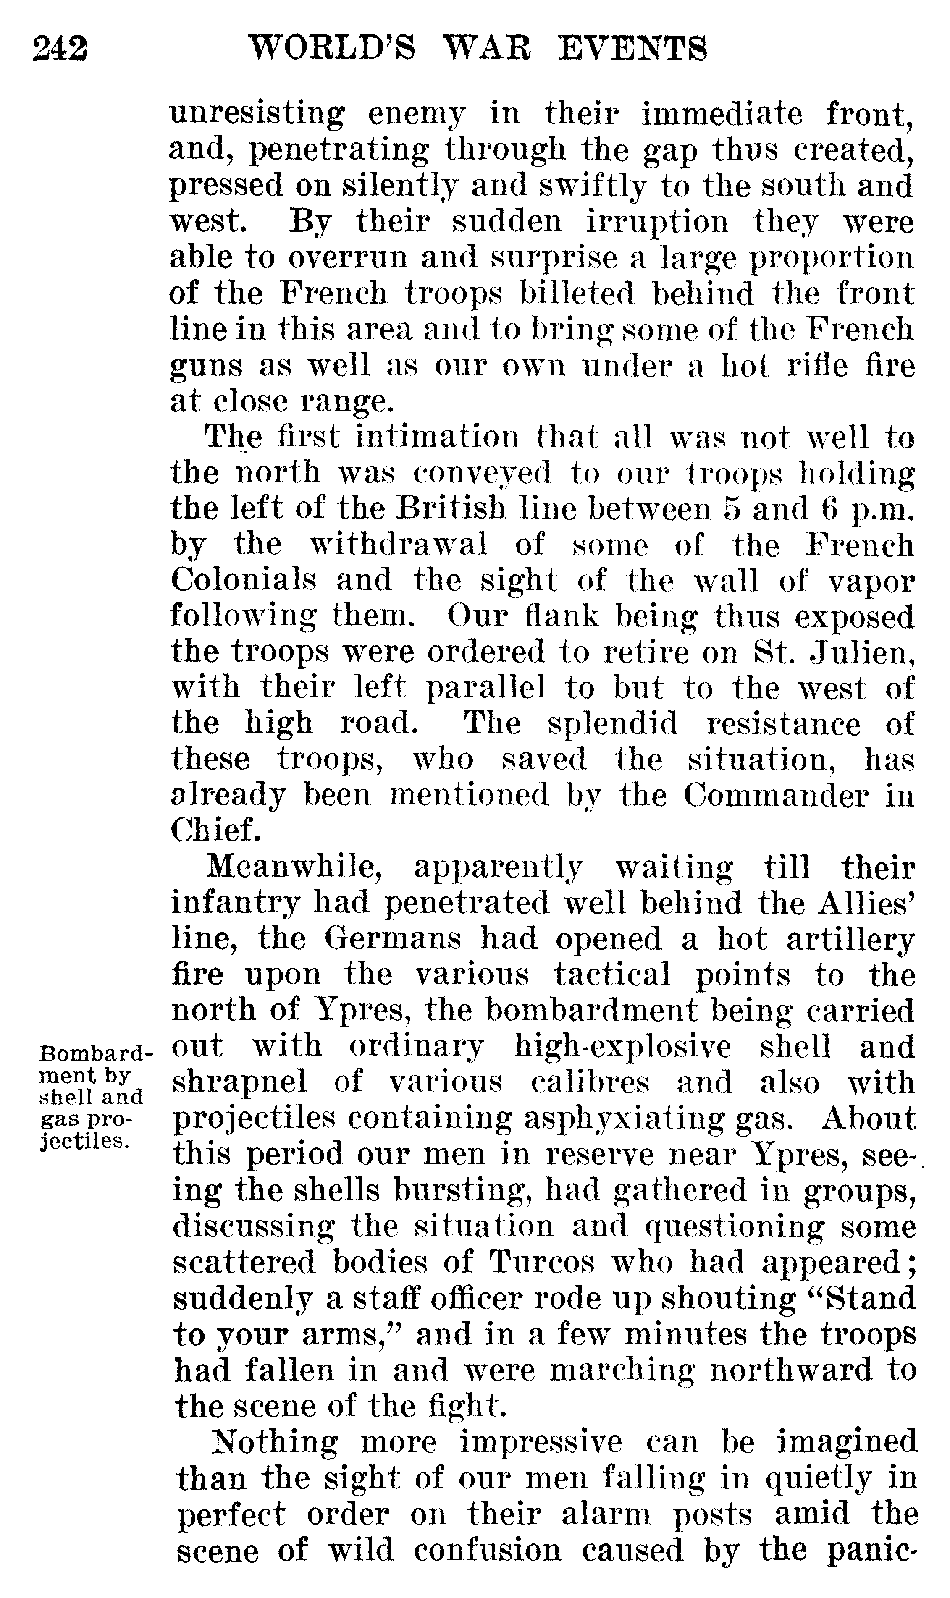 242 WORLD'S WAR EVENTS
unresisting enemy in their immediate front,
and, penetrating through the gap thus created,
pressed on silently and swiftly to the south and
west. By their sudden irruption they were
able to overrun and surprise a large proportion
of the French troops billeted behind the front
line in this area and to bring some of the French
guns as well as our own under a hot rifle fire
at close range.
The first intimation that all was not well to
the north was conveyed to our troops holding
the left of the British line between 5 and 6 p.m.
by the withdrawal of some of the French
Colonials and the sight of the wall of vapor
following them. Our flank being thus exposed
the troops were ordered to retire on St. Julien,
with their left parallel to but to the west of
the high road. The splendid resistance of
these troops, who saved the situation, has
already been mentioned by the Commander in
Chief.
Meanwhile, apparently waiting till their
infantry had penetrated well behind the Allies'
line, the Germans had opened a hot artillery
fire upon the various tactical points to the
north of Ypres, the bombardment being carried
out with ordinary high-explosive shell and
shrapnel of various calibres and also with
projectiles containing asphyxiating gas. About
this period our men in reserve near Ypres, see-
ing the shells bursting, had gathered in groups,
discussing the situation and questioning some
scattered bodies of Turcos who had appeared;
suddenly a staff officer rode up shouting "Stand
to your arms," and in a few minutes the troops
had fallen in and were marching northward to
the scene of the fight.
Nothing more impressive can be imagined
than the sight of our men falling in quietly in
perfect order on their alarm posts amid the
scene of wild confusion caused by the panic-
Bombard-
ment by
shell and
gas pro-
jectiles.